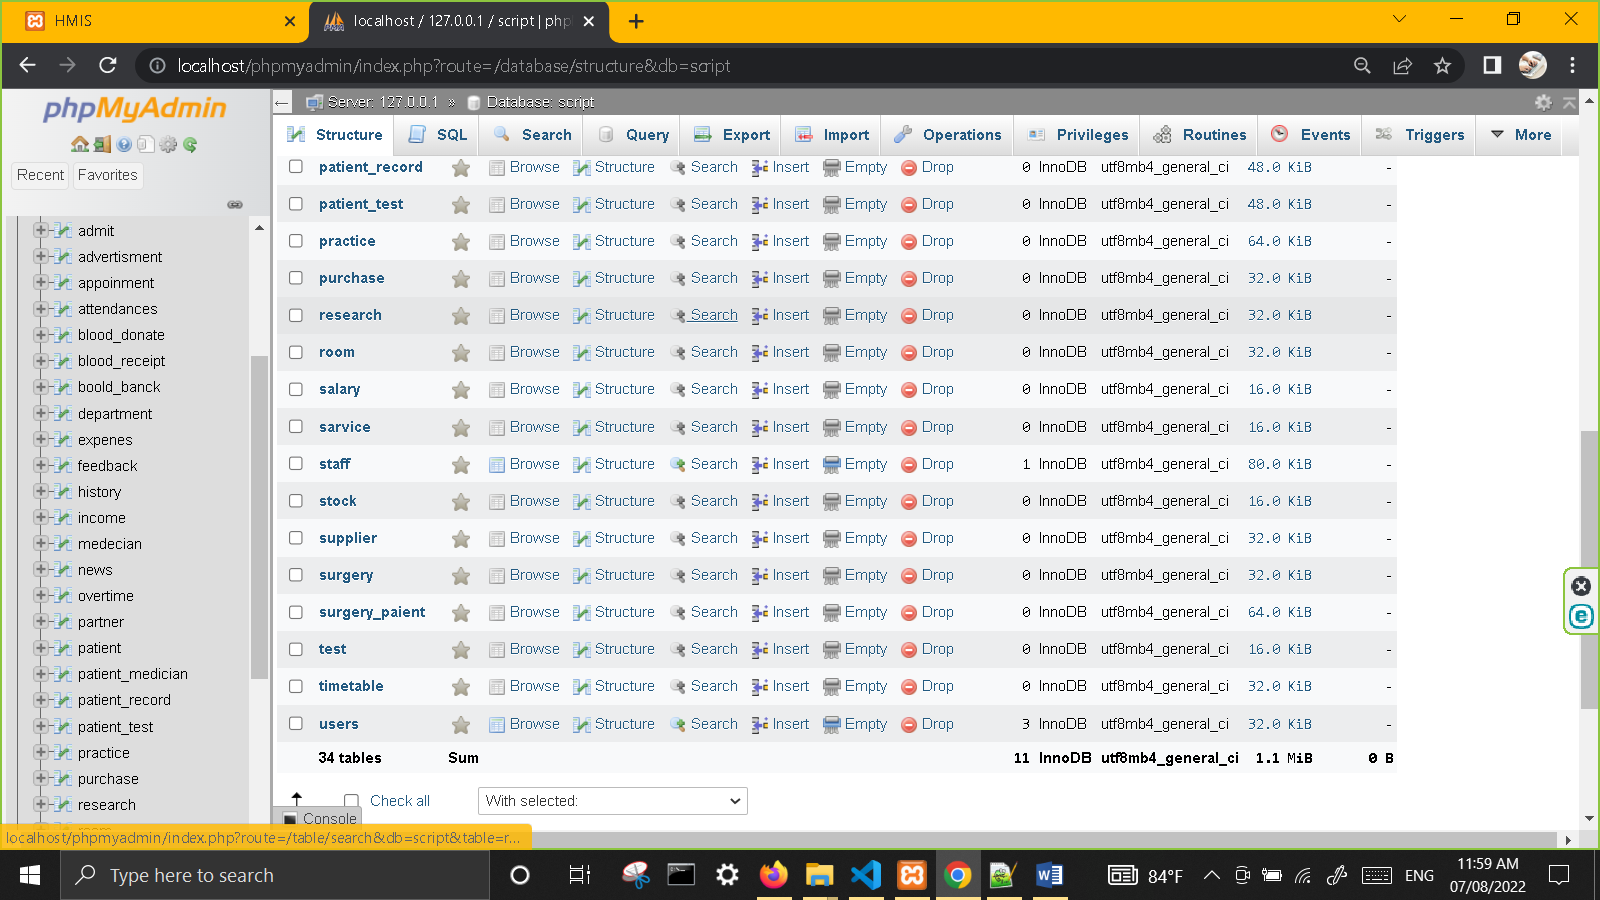 HMIS
localhost / 127.0.0.1 / script | php
localhost/phpmyadmin/index.php?route=/database/structure&db=script
phpMyAdmin
Recent Favorites
admit
advertisment
appoinment
attendances
blood_donate
blood_receipt
boold_banck
department
expenes
feedback
history
income
medecian
news
overtime
partner
patient
patient_medician
patient_record
patient_test
practice
purchase
research
Server: 127.0.0.1 » Database: script
Structure SQL Search Query Export Import Operations Privileges Routines Events Triggers More
patient_record Browse Structure Search Insert Empty Drop 0 InnoDB utf8mb4_general_ci 48.0 KiB -
patient_test Browse Structure Search Insert Empty Drop 0 InnoDB utf8mb4_general_ci 48.0 KiB -
practice Browse Structure Search Insert Empty Drop 0 InnoDB utf8mb4_general_ci 64.0 KiB -
purchase Browse Structure Search Insert Empty Drop 0 InnoDB utf8mb4_general_ci 32.0 KiB -
research Browse Structure Search Insert Empty Drop 0 InnoDB utf8mb4_general_ci 32.0 KiB -
room Browse Structure Search Insert Empty Drop 0 InnoDB utf8mb4_general_ci 32.0 KiB -
salary Browse Structure Search Insert Empty Drop 0 InnoDB utf8mb4_general_ci 16.0 KiB -
sarvice Browse Structure Search Insert Empty Drop 0 InnoDB utf8mb4_general_ci 16.0 KiB -
staff Browse Structure Search Insert Empty Drop 1 InnoDB utf8mb4_general_ci 80.0 KiB -
stock Browse Structure Search Insert Empty Drop 0 InnoDB utf8mb4_general_ci 16.0 KiB -
supplier Browse Structure Search Insert Empty Drop 0 InnoDB utf8mb4_general_ci 32.0 KiB -
surgery Browse Structure Search Insert Empty Drop 0 InnoDB utf8mb4_general_ci 32.0 KiB -
surgery_paient Browse Structure Search Insert Empty Drop 0 InnoDB utf8mb4_general_ci 64.0 KiB -
test Browse Structure Search Insert Empty Drop 0 InnoDB utf8mb4_general_ci 16.0 KiB -
timetable Browse Structure Search Insert Empty Drop 0 InnoDB utf8mb4_general_ci 32.0 KiB -
users Browse Structure Search Insert Empty Drop 3 InnoDB utf8mb4_general_ci 32.0 KiB -
34 tables Sum 11 InnoDB utf8mb4_general_ci 1.1 MiB 0 B
Check all With selected:
Console
localhost/phpmyadmin/index.php?route=/table/search&db=script&table=r...
Type here to search
84°F
ENG
11:59 AM
07/08/2022